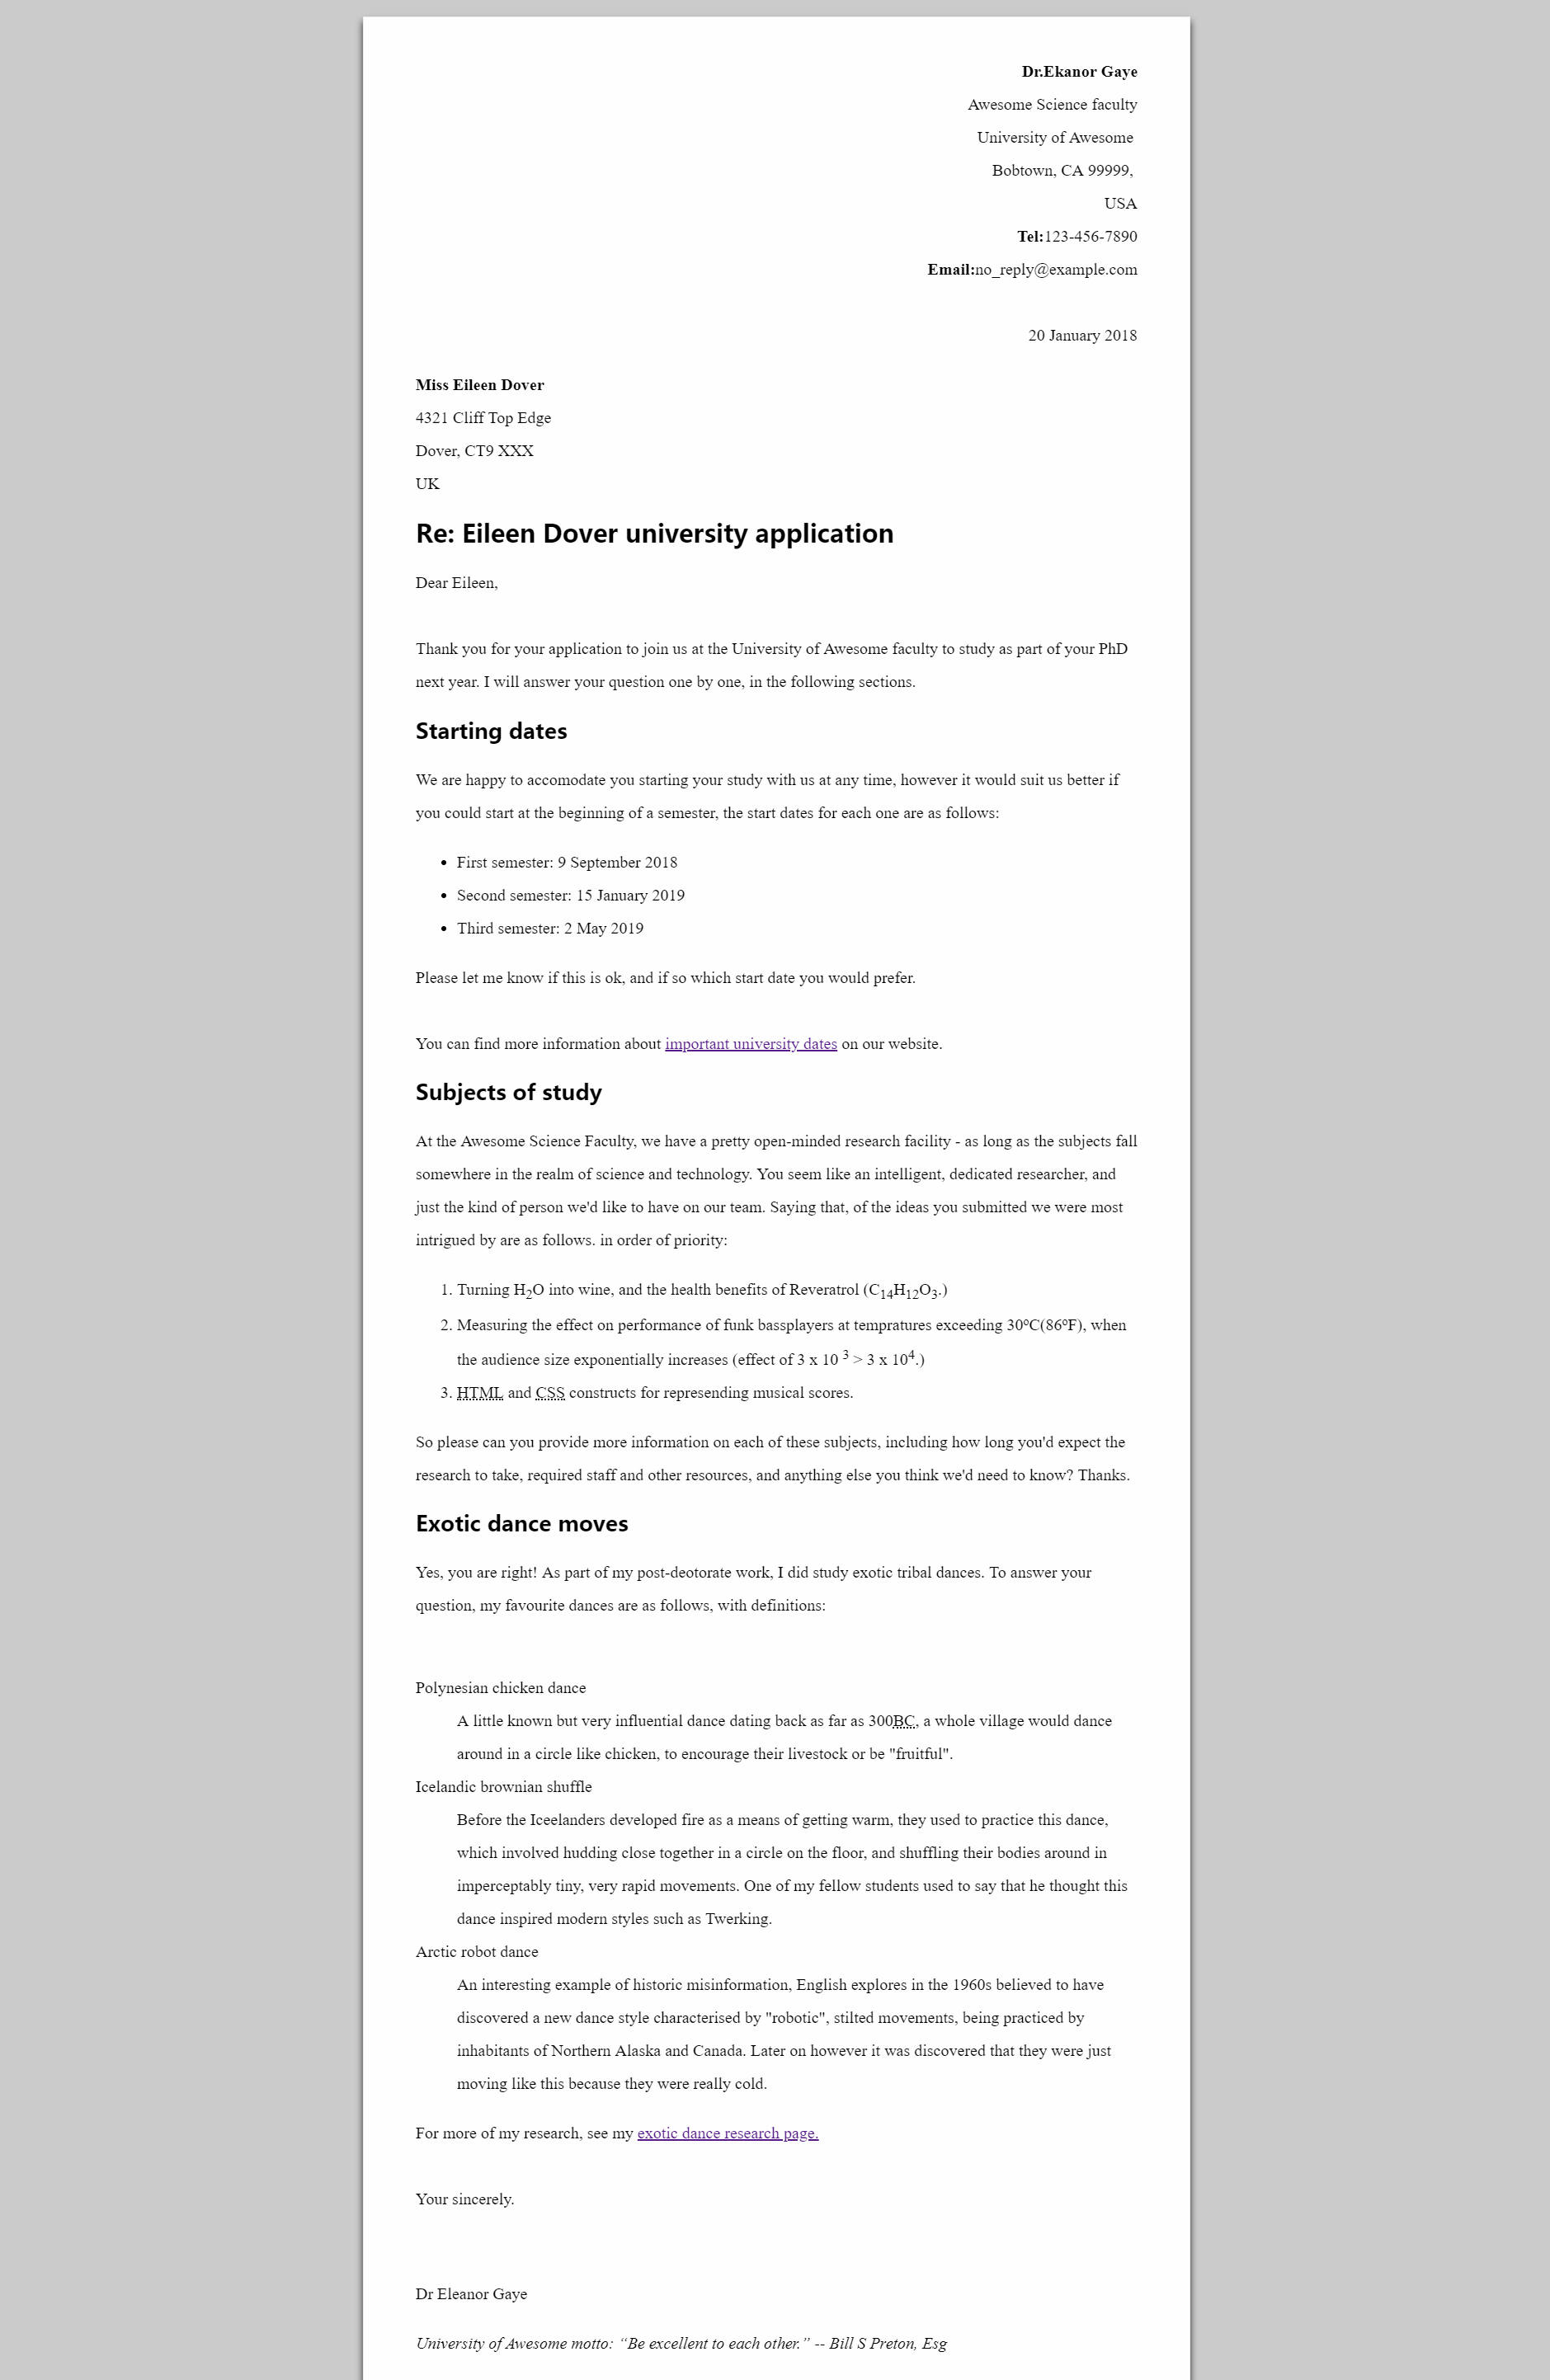 Dr.Ekanor Gaye
Awesome Science faculty
University of Awesome
Bobtown, CA 99999,
USA
Tel:123-456-7890
Email:no_reply@example.com
20 January 2018
Miss Eileen Dover
4321 Cliff Top Edge
Dover, CT9 XXX
UK
Re: Eileen Dover university application
Dear Eileen,
Thank you for your application to join us at the University of Awesome faculty to study as part of your PhD
next year. I will answer your question one by one, in the following sections.
Starting dates
We are happy to accomodate you starting your study with us at any time, however it would suit us better if
you could start at the beginning of a semester, the start dates for each one are as follows:
• First semester: 9 September 2018
• Second semester: 15 January 2019
• Third semester: 2 May 2019
Please let me know if this is ok, and if so which start date you would prefer.
You can find more information about important university dates on our website.
Subjects of study
At the Awesome Science Faculty, we have a pretty open-minded research facility - as long as the subjects fall
somewhere in the realm of science and technology. You seem like an intelligent, dedicated researcher, and
just the kind of person we'd like to have on our team. Saying that, of the ideas you submitted we were most
intrigued by are as follows. in order of priority:
1. Turning H₂O into wine, and the health benefits of Reveratrol (C₁₄H₁₂O₃.)
2. Measuring the effect on performance of funk bassplayers at tempratures exceeding 30ºC(86ºF), when
the audience size exponentially increases (effect of 3 x 10 ³ > 3 x 10⁴.)
3. HTML and CSS constructs for represending musical scores.
So please can you provide more information on each of these subjects, including how long you'd expect the
research to take, required staff and other resources, and anything else you think we'd need to know? Thanks.
Exotic dance moves
Yes, you are right! As part of my post-deotorate work, I did study exotic tribal dances. To answer your
question, my favourite dances are as follows, with definitions:
Polynesian chicken dance
A little known but very influential dance dating back as far as 300BC, a whole village would dance
around in a circle like chicken, to encourage their livestock or be "fruitful".
Icelandic brownian shuffle
Before the Iceelanders developed fire as a means of getting warm, they used to practice this dance,
which involved hudding close together in a circle on the floor, and shuffling their bodies around in
imperceptably tiny, very rapid movements. One of my fellow students used to say that he thought this
dance inspired modern styles such as Twerking.
Arctic robot dance
An interesting example of historic misinformation, English explores in the 1960s believed to have
discovered a new dance style characterised by "robotic", stilted movements, being practiced by
inhabitants of Northern Alaska and Canada. Later on however it was discovered that they were just
moving like this because they were really cold.
For more of my research, see my exotic dance research page.
Your sincerely.
Dr Eleanor Gaye
University of Awesome motto: “Be excellent to each other.” -- Bill S Preton, Esg